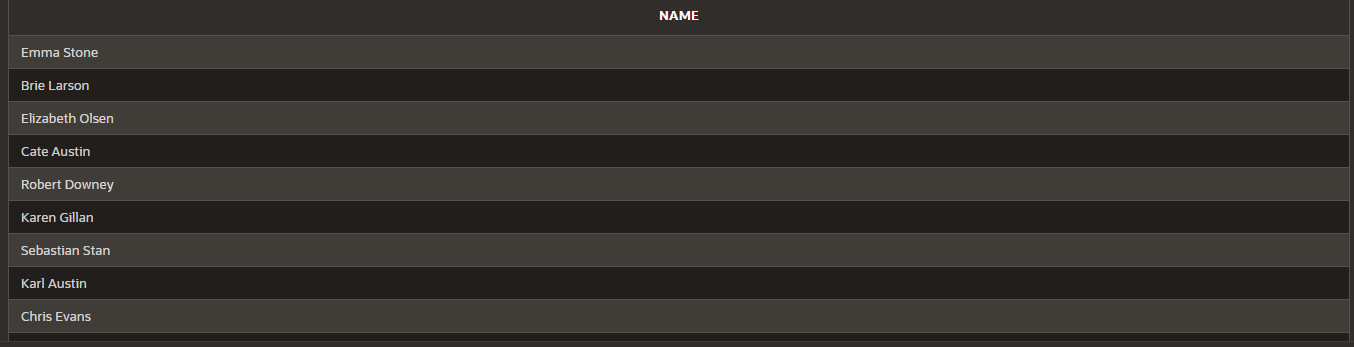 NAME
Emma Stone
Brie Larson
Elizabeth Olsen
Cate Austin
Robert Downey
Karen Gillan
Sebastian Stan
Karl Austin
Chris Evans